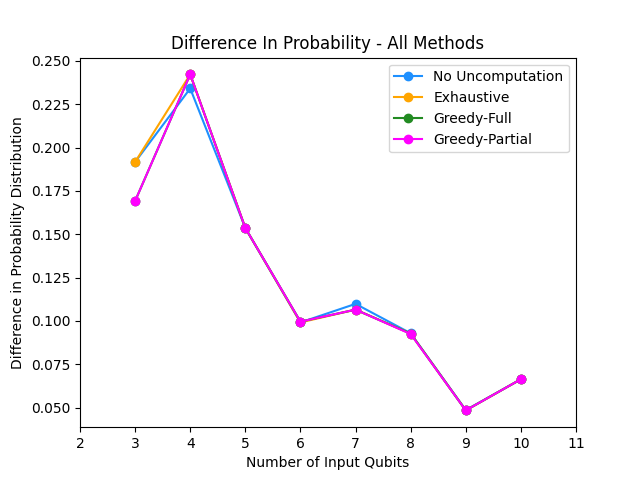 Difference In Probability - All Methods
No Uncomputation
Exhaustive
Greedy-Full
Greedy-Partial
Difference in Probability Distribution
0.250
0.225
0.200
0.175
0.150
0.125
0.100
0.075
0.050
2 3 4 5 6 7 8 9 10 11
Number of Input Qubits